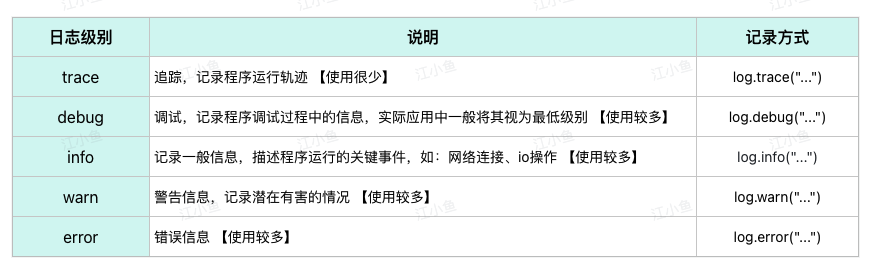 日志级别 说明 记录方式
trace 追踪，记录程序运行轨迹 【使用很少】 log.trace("...")
debug 调试，记录程序调试过程中的信息，实际应用中一般将其视为最低级别 【使用较多】 log.debug("...")
info 记录一般信息，描述程序运行的关键事件，如：网络连接、io操作 【使用较多】 log.info("...")
warn 警告信息，记录潜在有害的情况 【使用较多】 log.warn("...")
error 错误信息 【使用较多】 log.error("...")
江小鱼